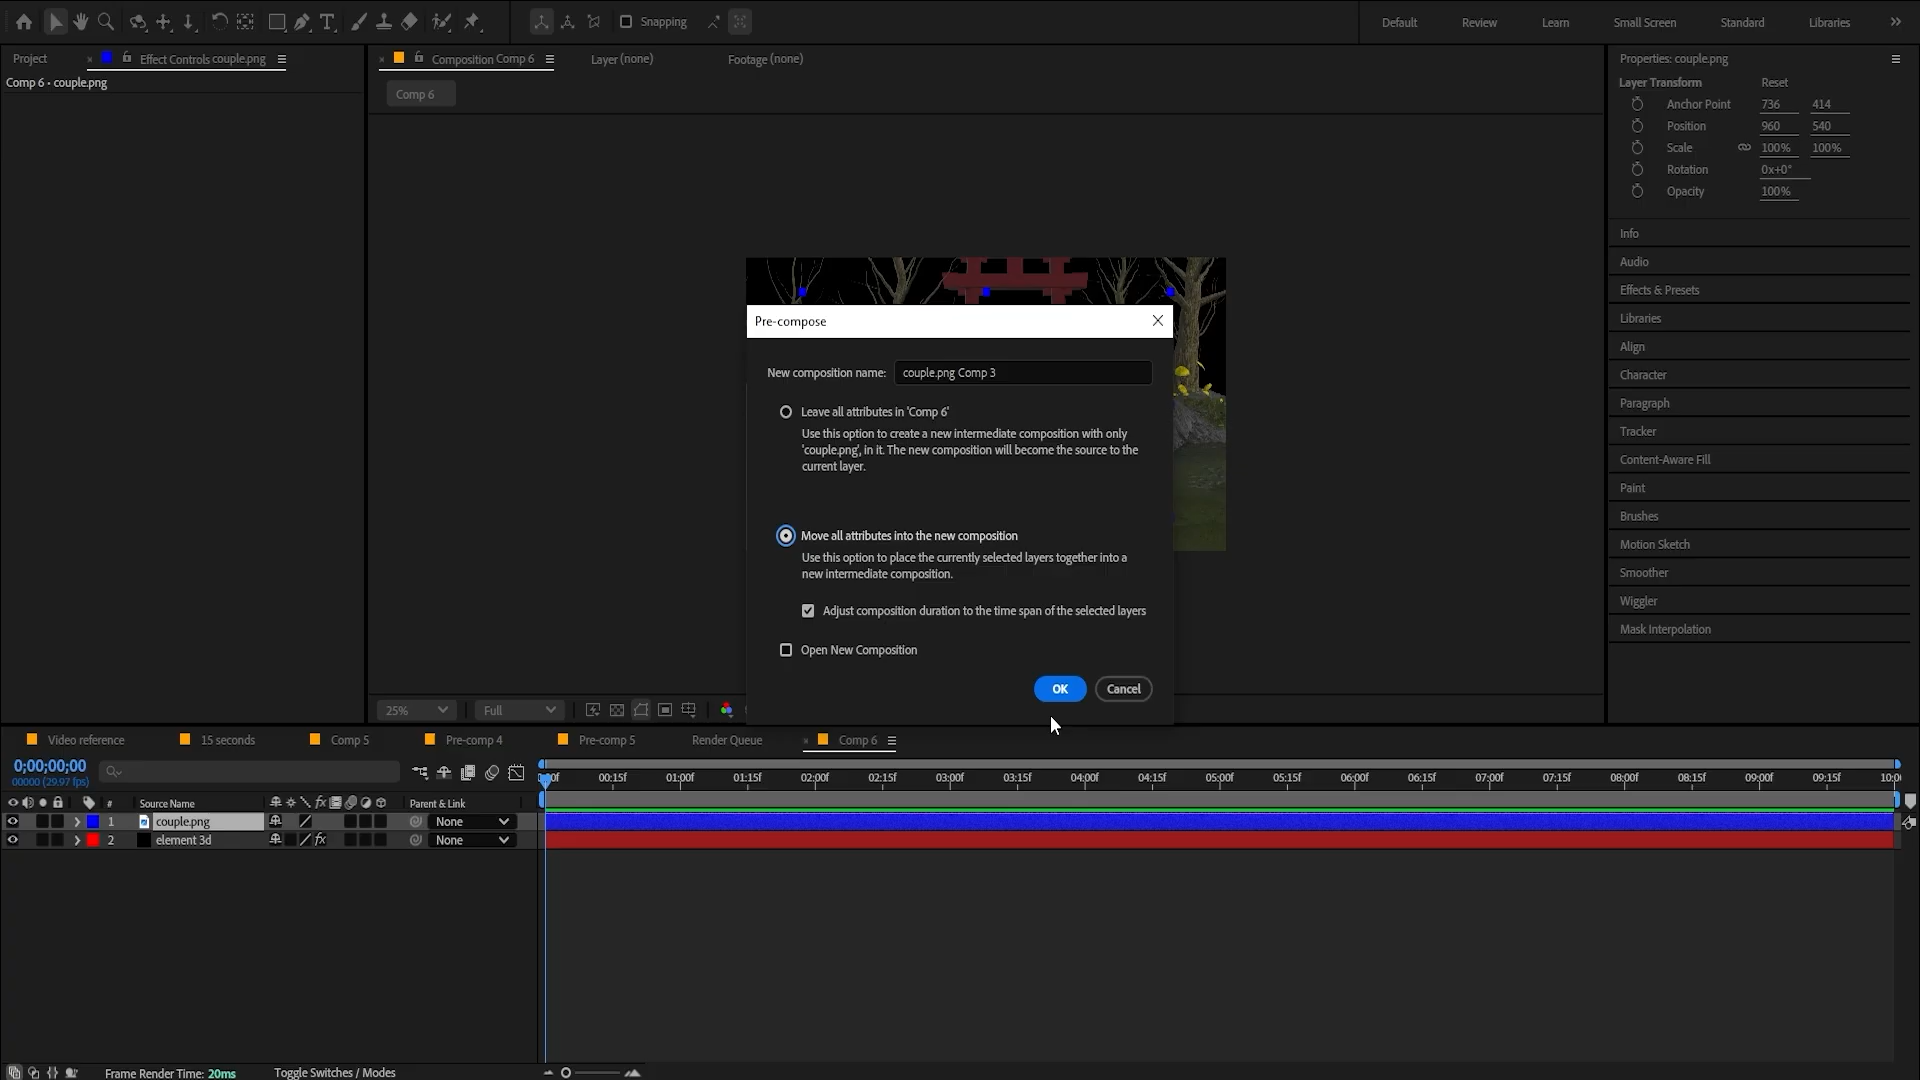 Snapping
Default
Review
Learn
Small Screen
Standard
Libraries
Project
Effect Controls couple.png
Composition Comp 6
Layer (none)
Footage (none)
Properties: couple.png
Comp 6 • couple.png
Comp 6
Layer Transform
Reset
Anchor Point 736 414
Position 960 540
Scale 100% 100%
Rotation 0x+0°
Opacity 100%
Info
Audio
Effects & Presets
Libraries
Align
Character
Paragraph
Tracker
Content-Aware Fill
Paint
Brushes
Motion Sketch
Smoother
Wiggler
Mask Interpolation
Pre-compose
New composition name: couple.png Comp 3
Leave all attributes in 'Comp 6'
Use this option to create a new intermediate composition with only
'couple.png', in it. The new composition will become the source to the
current layer.
Move all attributes into the new composition
Use this option to place the currently selected layers together into a
new intermediate composition.
Adjust composition duration to the time span of the selected layers
Open New Composition
OK
Cancel
25%
Full
Video reference
15 seconds
Comp 5
Pre-comp 4
Pre-comp 5
Render Queue
Comp 6
0;00;00;00
00000 (29.97 fps)
00:15f 01:00f 01:15f 02:00f 02:15f 03:00f 03:15f 04:00f 04:15f 05:00f 05:15f 06:00f 06:15f 07:00f 07:15f 08:00f 08:15f 09:00f 09:15f
# Source Name fx Parent & Link
1 couple.png None
2 element 3d fx None
Frame Render Time: 20ms
Toggle Switches / Modes